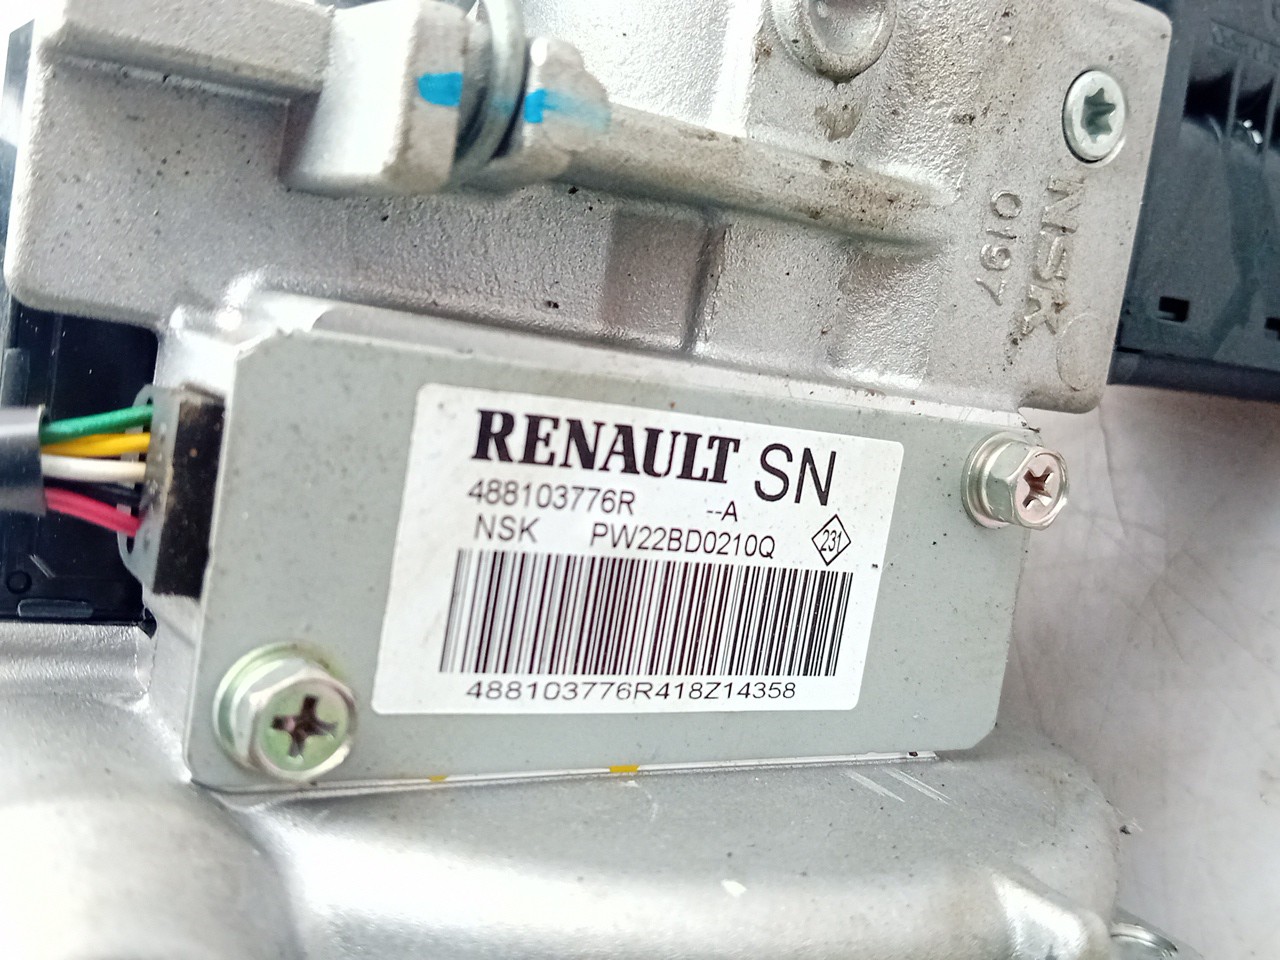 NSK
0197
RENAULT SN
488103776R --A
NSK PW22BD0210Q 231
488103776R418Z14358